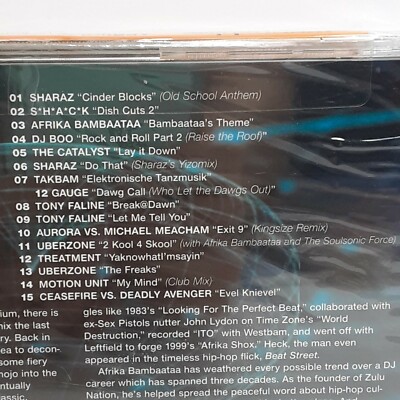 01 SHARAZ "Cinder Blocks" (Old School Anthem)
02 S*H*A*C*K "Dish Cuts 2"
03 AFRIKA BAMBAATAA "Bambaataa's Theme"
04 DJ BOO "Rock and Roll Part 2 (Raise the Roof)"
05 THE CATALYST "Lay it Down"
06 SHARAZ "Do That" (Sharaz's Yizomix)
07 TAKBAM "Elektronische Tanzmusik"
12 GAUGE "Dawg Call (Who Let the Dawgs Out)"
08 TONY FALINE "Break@Dawn"
09 TONY FALINE "Let Me Tell You"
10 AURORA VS. MICHAEL MEACHAM "Exit 9" (Kingsize Remix)
11 UBERZONE "2 Kool 4 Skool" (with Afrika Bambaataa and The Soulsonic Force)
12 TREATMENT "YaknowhatI'msayin"
13 UBERZONE "The Freaks"
14 MOTION UNIT "My Mind" (Club Mix)
15 CEASEFIRE VS. DEADLY AVENGER "Evel Knievel"
ium, there is
mix the last
ry. Back in
dea to decon-
some fiery
hojo into the
entually
classic.
gles like 1983's "Looking For The Perfect Beat," collaborated
ex-Sex Pistols nutter John Lydon on Time Zone's "World
Destruction," recorded "ITO" with Westbam, and went off with
Leftfield to forge 1999's "Afrika Shox." Heck, the man even
appeared in the timeless hip-hop flick, Beat Street.
Afrika Bambaataa has weathered every possible trend over a DJ
career which has spanned three decades. As the founder of Zulu
Nation, he's helped spread the peaceful word about hip-hop cul-